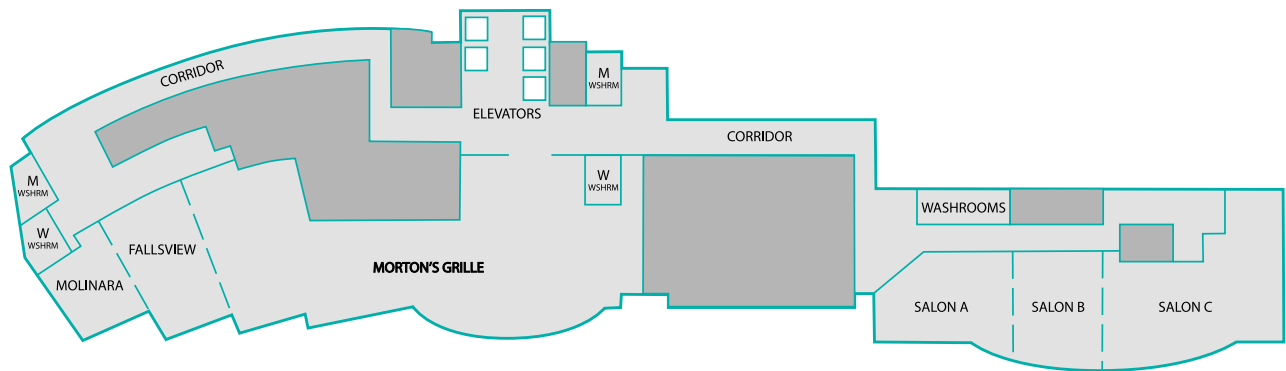 CORRIDOR
M
WSHRM
ELEVATORS
CORRIDOR
M
WSHRM
W
WSHRM
W
WSHRM
WASHROOMS
FALLSVIEW
MORTON'S GRILLE
MOLINARA
SALON A
SALON B
SALON C